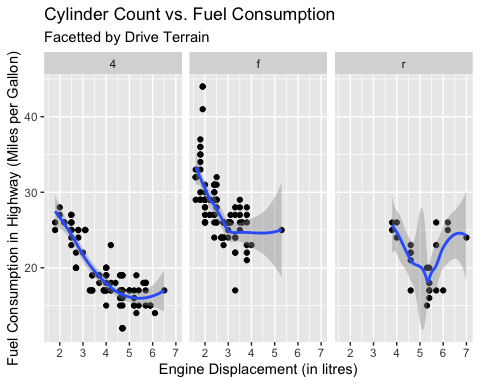 Cylinder Count vs. Fuel Consumption
Facetted by Drive Terrain
4 f r
Fuel Consumption in Highway (Miles per Gallon)
40
30
20
2 3 4 5 6 7 2 3 4 5 6 7 2 3 4 5 6 7
Engine Displacement (in litres)